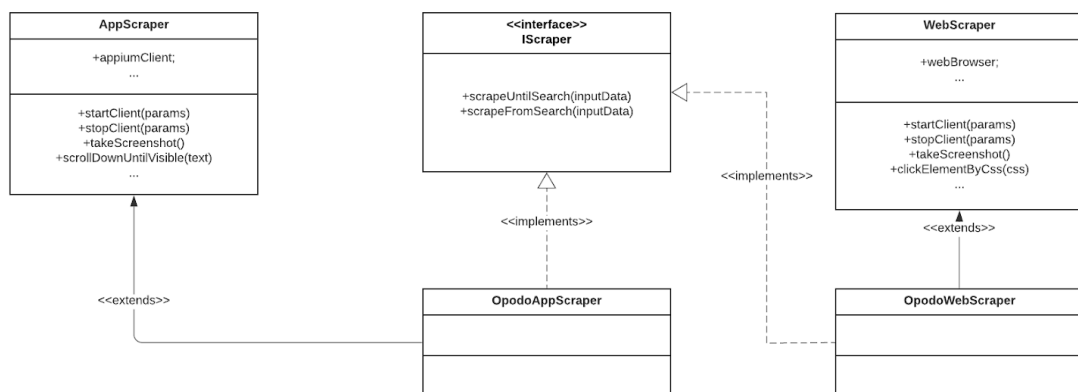 AppScraper
+appiumClient;
...
+startClient(params)
+stopClient(params)
+takeScreenshot()
+scrollDownUntilVisible(text)
...
<<interface>>
IScraper
+scrapeUntilSearch(inputData)
+scrapeFromSearch(inputData)
WebScraper
+webBrowser;
...
+startClient(params)
+stopClient(params)
+takeScreenshot()
+clickElementByCss(css)
...
<<implements>>
<<implements>>
<<extends>>
<<extends>>
OpodoAppScraper
OpodoWebScraper